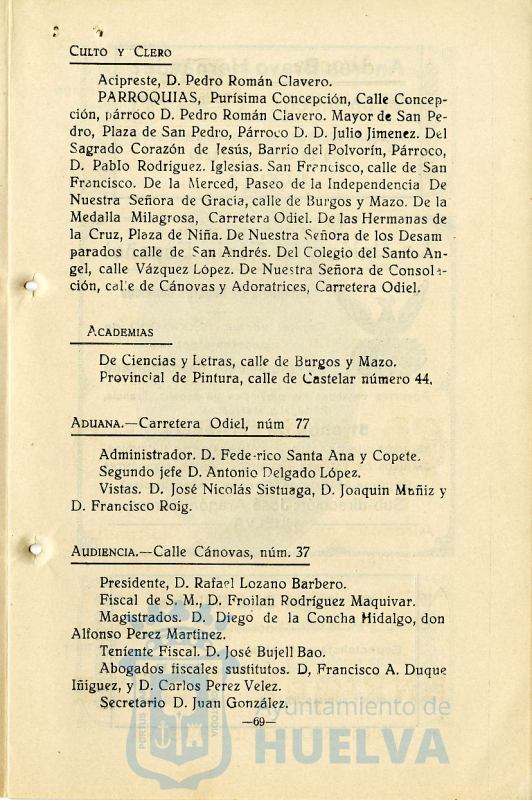 CULTO Y CLERO
Acipreste, D. Pedro Román Clavero.
PARROQUIAS, Purísima Concepción, Calle Concep-
ción, párroco D. Pedro Román Clavero. Mayor de San Pe-
dro, Plaza de San Pedro, Párroco D. D. Julio Jimenez. Del
Sagrado Corazón de Jesús, Barrio del Polvorín, Párroco,
D. Pablo Rodriguez. Iglesias. San Francisco, calle de San
Francisco. De la Merced, Paseo de la Independencia De
Nuestra Señora de Gracia, calle de Burgos y Mazo. De la
Medalla Milagrosa, Carretera Odiel. De las Hermanas de
la Cruz, Plaza de Niña. De Nuestra Señora de los Desam
parados calle de San Andrés. Del Colegio del Santo An-
gel, calle Vázquez López. De Nuestra Señora de Consola-
ción, calle de Cánovas y Adoratrices, Carretera Odiel.
ACADEMIAS
De Ciencias y Letras, calle de Burgos y Mazo.
Provincial de Pintura, calle de Castelar número 44.
ADUANA.—Carretera Odiel, núm 77
Administrador. D. Fede-rico Santa Ana y Copete.
Segundo jefe D. Antonio Delgado López.
Vistas. D. José Nicolás Sistuaga, D. Joaquin Muñiz y
D. Francisco Roig.
AUDIENCIA.—Calle Cánovas, núm. 37
Presidente, D. Rafael Lozano Barbero.
Fiscal de S. M., D. Froilan Rodríguez Maquivar.
Magistrados. D. Diego de la Concha Hidalgo, don
Alfonso Perez Martinez.
Teniente Fiscal. D. José Bujell Bao.
Abogados fiscales sustitutos. D, Francisco A. Duque
Iñiguez, y D. Carlos Perez Velez.
Secretario D. Juan González.
—69—
Ayuntamiento de
HUELVA